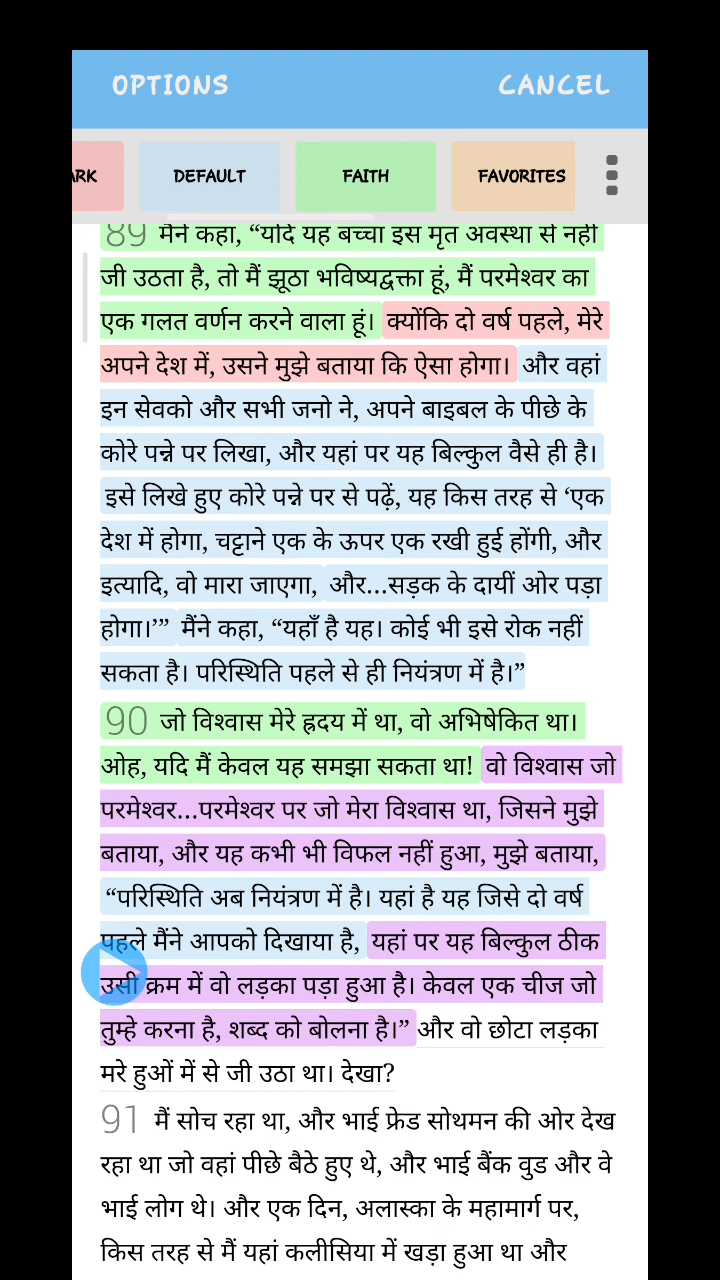 OPTIONS CANCEL
ARK DEFAULT FAITH FAVORITES
89 मैंने कहा, “यदि यह बच्चा इस मृत अवस्था से नहीं
जी उठता है, तो मैं झूठा भविष्यद्वक्ता हूं, मैं परमेश्वर का
एक गलत वर्णन करने वाला हूं। क्योंकि दो वर्ष पहले, मेरे
अपने देश में, उसने मुझे बताया कि ऐसा होगा। और वहां
इन सेवको और सभी जनो ने, अपने बाइबल के पीछे के
कोरे पन्ने पर लिखा, और यहां पर यह बिल्कुल वैसे ही है।
इसे लिखे हुए कोरे पन्ने पर से पढ़ें, यह किस तरह से ‘एक
देश में होगा, चट्टाने एक के ऊपर एक रखी हुई होंगी, और
इत्यादि, वो मारा जाएगा, और...सड़क के दायीं ओर पड़ा
होगा।’” मैंने कहा, “यहाँ है यह। कोई भी इसे रोक नहीं
सकता है। परिस्थिति पहले से ही नियंत्रण में है।”
90 जो विश्वास मेरे ह्रदय में था, वो अभिषेकित था।
ओह, यदि मैं केवल यह समझा सकता था! वो विश्वास जो
परमेश्वर...परमेश्वर पर जो मेरा विश्वास था, जिसने मुझे
बताया, और यह कभी भी विफल नहीं हुआ, मुझे बताया,
“परिस्थिति अब नियंत्रण में है। यहां है यह जिसे दो वर्ष
पहले मैंने आपको दिखाया है, यहां पर यह बिल्कुल ठीक
उसी क्रम में वो लड़का पड़ा हुआ है। केवल एक चीज जो
तुम्हे करना है, शब्द को बोलना है।” और वो छोटा लड़का
मरे हुओं में से जी उठा था। देखा?
91 मैं सोच रहा था, और भाई फ्रेड सोथमन की ओर देख
रहा था जो वहां पीछे बैठे हुए थे, और भाई बैंक वुड और वे
भाई लोग थे। और एक दिन, अलास्का के महामार्ग पर,
किस तरह से मैं यहां कलीसिया में खड़ा हुआ था और